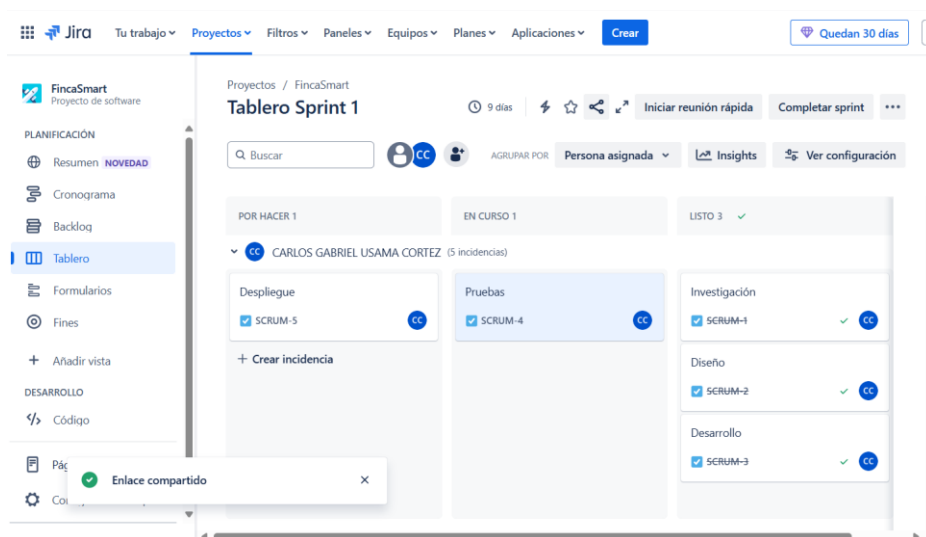 Jira Tu trabajo Proyectos Filtros Paneles Equipos Planes Aplicaciones Crear Quedan 30 días
FincaSmart
Proyecto de software
PLANIFICACIÓN
Resumen NOVEDAD
Cronograma
Backlog
Tablero
Formularios
Fines
+ Añadir vista
DESARROLLO
Código
Enlace compartido
Proyectos / FincaSmart
Tablero Sprint 1
9 días Iniciar reunión rápida Completar sprint
Buscar CC AGRUPAR POR Persona asignada Insights Ver configuración
POR HACER 1 EN CURSO 1 LISTO 3
CC CARLOS GABRIEL USAMA CORTEZ (5 incidencias)
Despliegue
SCRUM-5 CC
+ Crear incidencia
Pruebas
SCRUM-4 CC
Investigación
SCRUM-1 CC
Diseño
SCRUM-2 CC
Desarrollo
SCRUM-3 CC